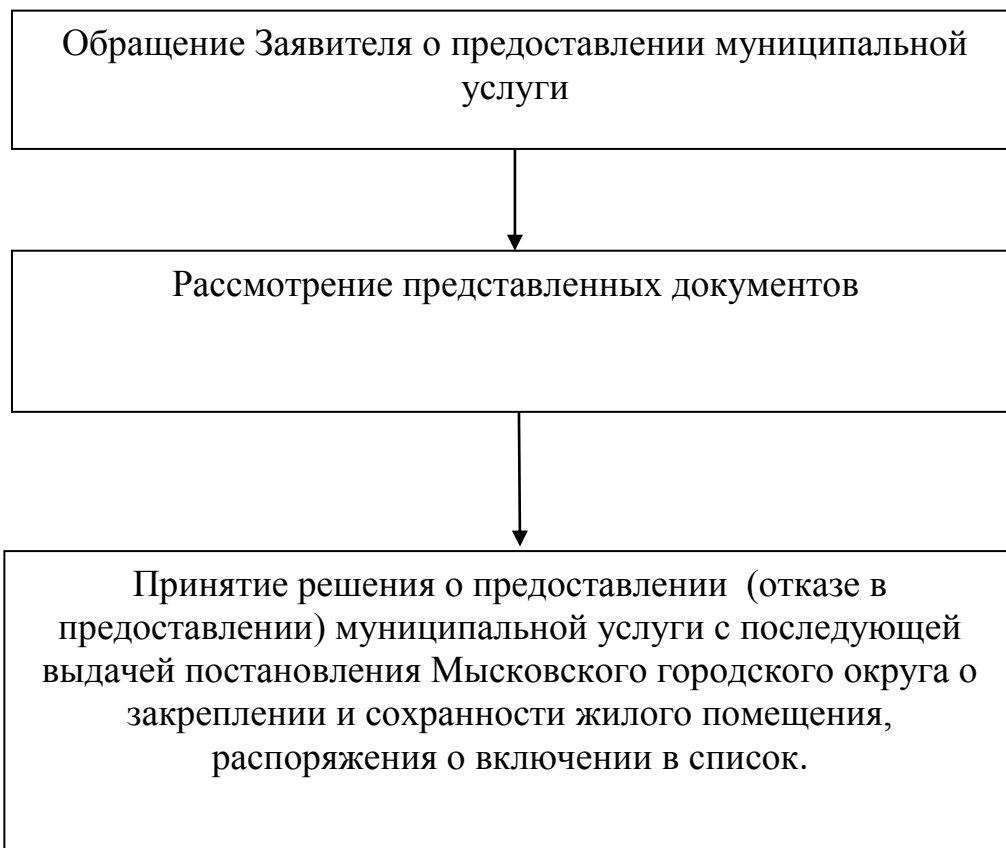 Обращение Заявителя о предоставлении муниципальной
услуги
Рассмотрение представленных документов
Принятие решения о предоставлении (отказе в
предоставлении) муниципальной услуги с последующей
выдачей постановления Мысковского городского округа о
закреплении и сохранности жилого помещения,
распоряжения о включении в список.